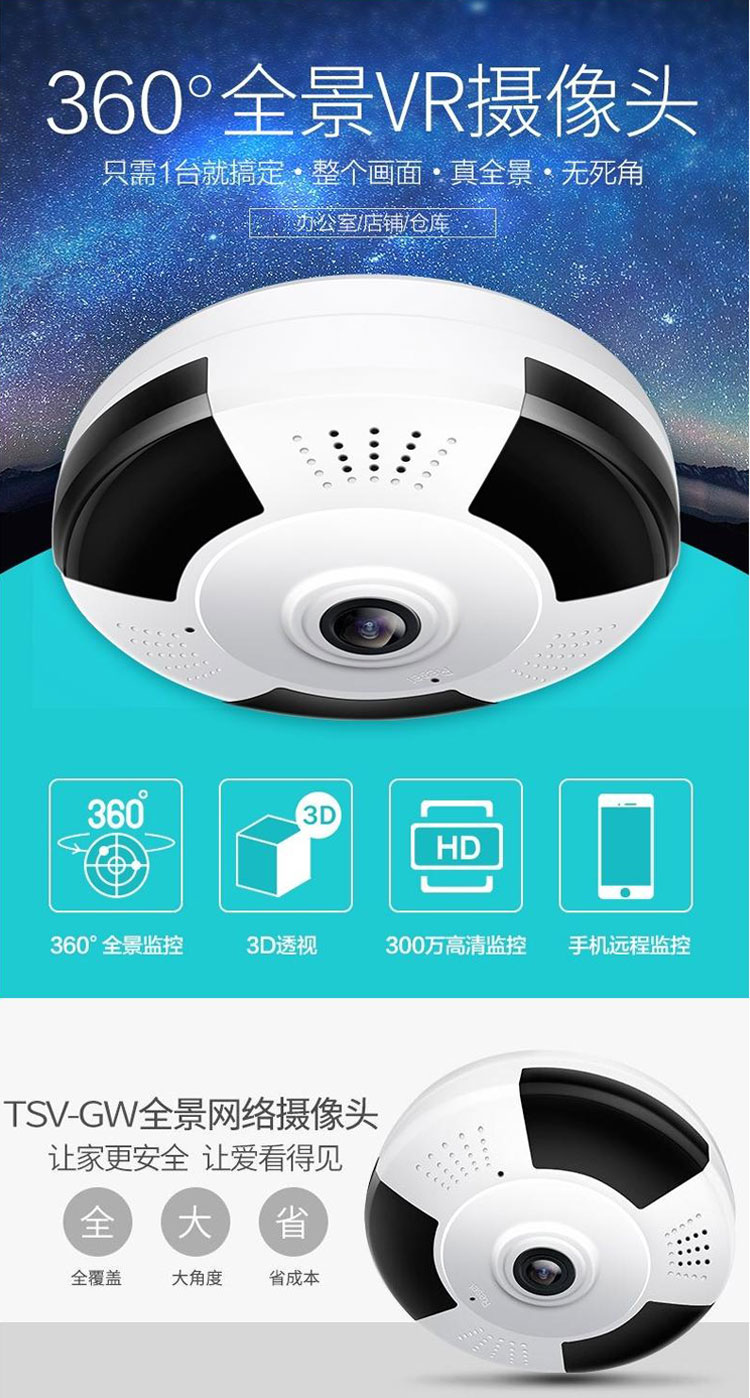 360°全景VR摄像头
只需1台就搞定·整个画面·真全景·无死角
办公室/店铺/仓库
Reset
360°
3D
HD
360°全景监控
3D透视
300万高清监控
手机远程监控
TSV-GW全景网络摄像头
让家更安全 让爱看得见
全
大
省
全覆盖
大角度
省成本
Reset